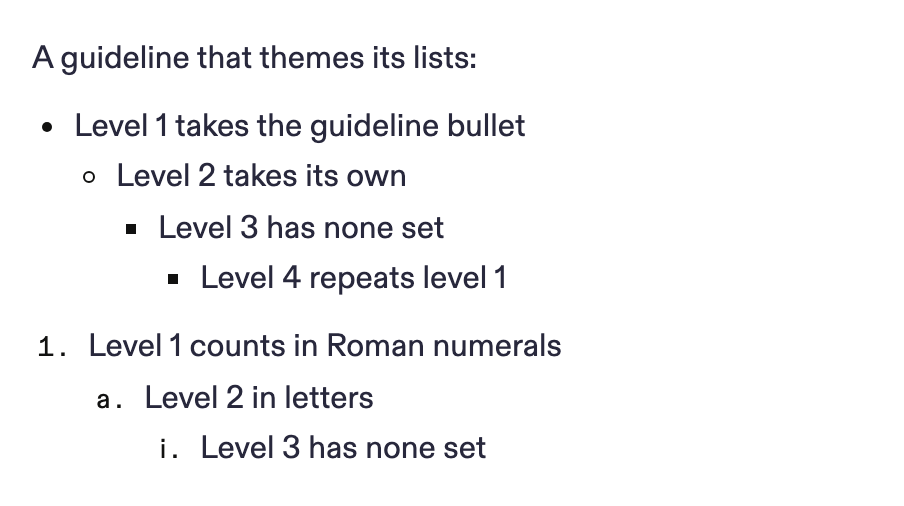 A guideline that themes its lists:
• Level 1 takes the guideline bullet
○ Level 2 takes its own
▪ Level 3 has none set
▪ Level 4 repeats level 1
1. Level 1 counts in Roman numerals
a. Level 2 in letters
i. Level 3 has none set